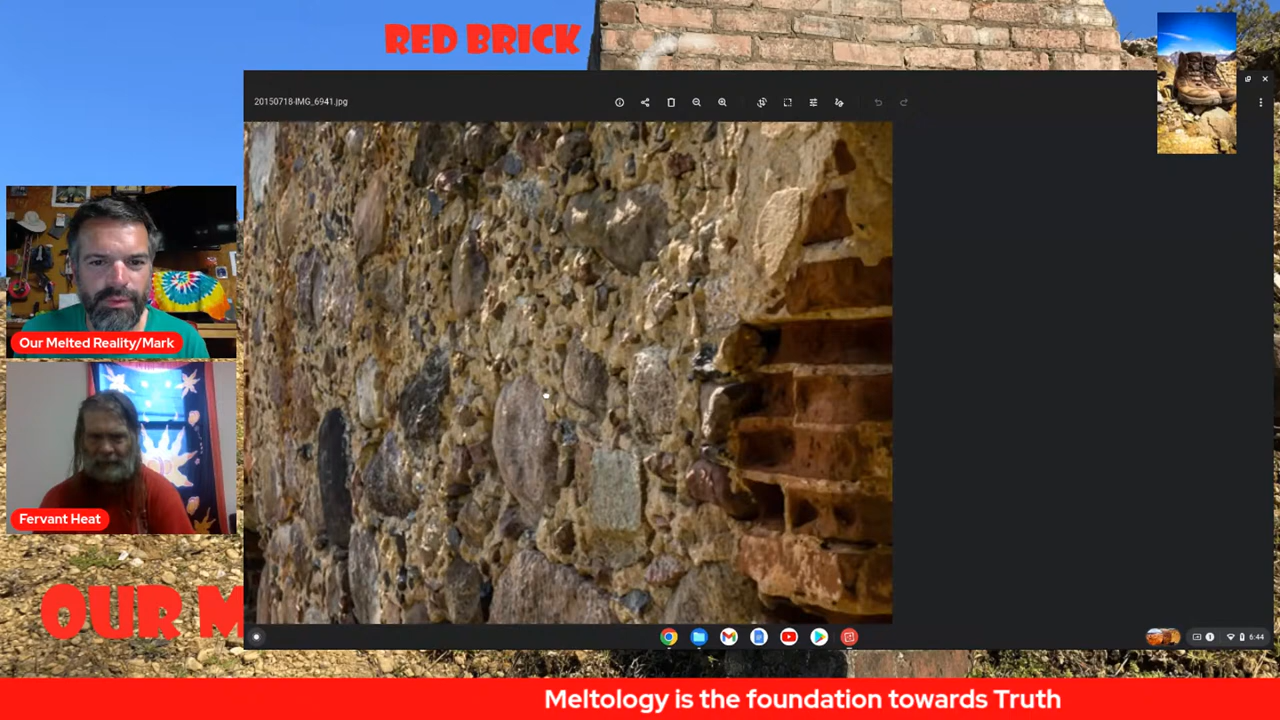 RED BRICK
20150718-IMG_6941.jpg
Our Melted Reality/Mark
Fervant Heat
OUR M
6:44
Meltology is the foundation towards Truth